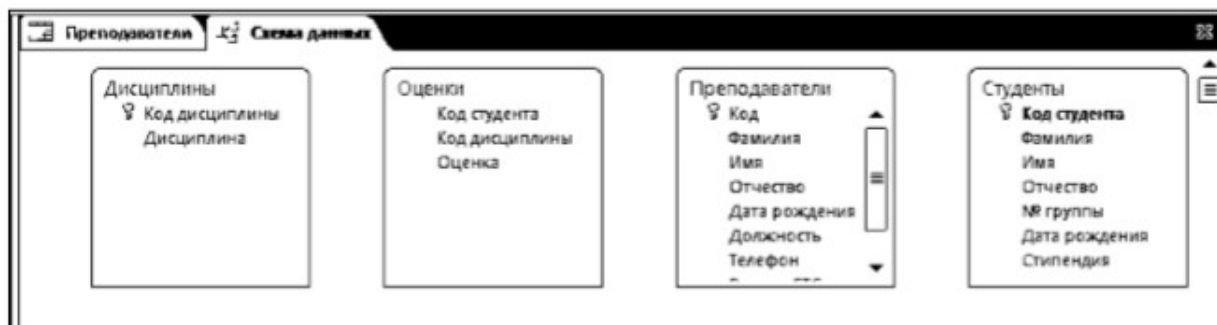 Преподаватели Схема данных
Дисциплины
Код дисциплины
Дисциплина
Оценки
Код студента
Код дисциплины
Оценка
Преподаватели
Код
Фамилия
Имя
Отчество
Дата рождения
Должность
Телефон
Студенты
Код студента
Фамилия
Имя
Отчество
№ группы
Дата рождения
Стипендия